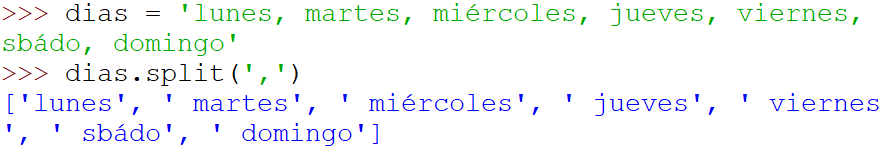 >>> dias = 'lunes, martes, miércoles, jueves, viernes,
sbádo, domingo'
>>> dias.split(',')
['lunes', ' martes', ' miércoles', ' jueves', ' viernes
', ' sbádo', ' domingo']